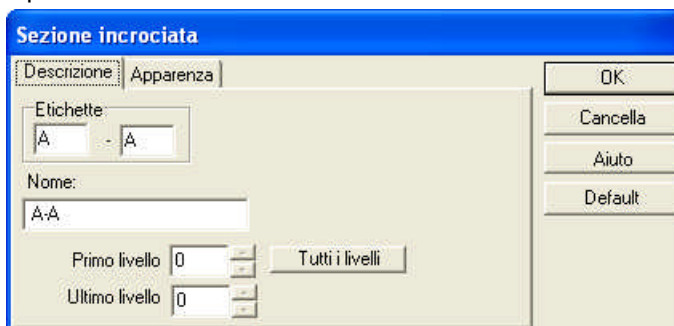 Sezione incrociata
Descrizione Apparenza
OK
Etichette
A - A
Cancella
Aiuto
Nome:
Default
A-A
Primo livello 0 Tutti i livelli
Ultimo livello 0